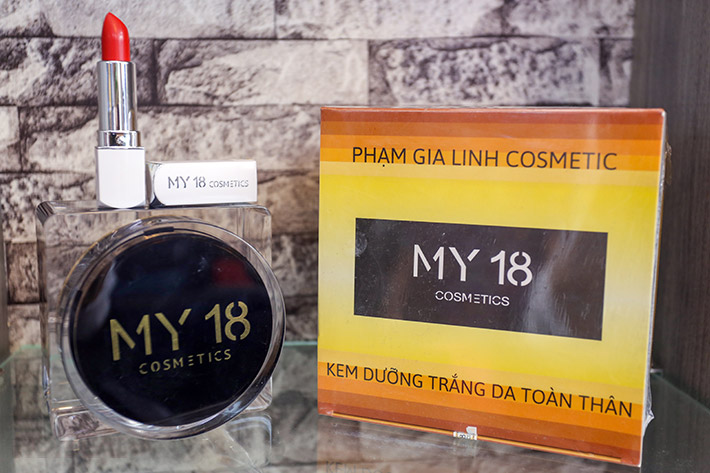 MY 18 COSMETICS
MY 18
COSMETICS
PHẠM GIA LINH COSMETIC
MY 18
COSMETICS
KEM DƯỠNG TRẮNG DA TOÀN THÂN